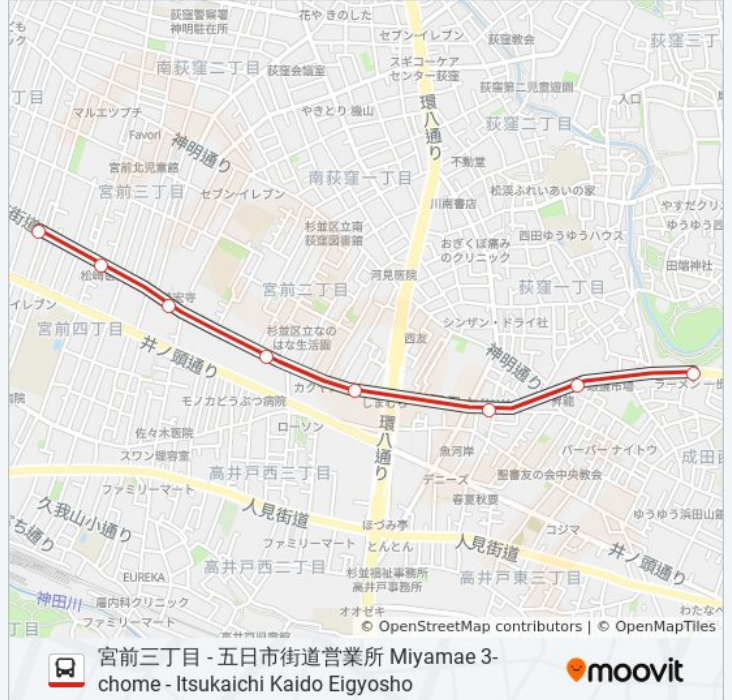 荻窪警察署
神明駐在所
花や きのした
セブン-イレブン
荻窪教会
荻窪三丁
南荻窪二丁目
荻窪会議室
スギコーケア
センター荻窪
荻窪第二児童遊園
丁目
マルエツプチ
やきとり 機山
入口
環八通り
荻窪二丁目
Favori
神明通り
不動堂
宮前北児童館
南荻窪一丁目
宮前三丁目
セブン-イレブン
松溪ふれいあいの家
川南書店
やすだクリ
街道
杉並区立南
荻窪図書館
ゆうゆう西
おぎくぼ痛み
のクリニック
西田ゆうゆうハウス
河見医院
田端神社
宮前二丁目
荻窪一丁目
イレブン
シンザン・ドライ社
宮前四丁目
杉並区立なの
はな生活園
西友
井ノ頭通り
神明通り
カクイ
しまむら
ラーメン 一歩
モノカどうぶつ病院
昇龍
病院
ローソン
環八通り
佐々木医院
魚河岸
バーバー ナイトウ
スワン理容室
成田西
高井戸西三丁目
デニーズ
聖書友の会中央教会
ファミリーマート
春夏秋要
久我山小通り
人見街道
ゆうゆう浜田山館
ほづみ亭
コジマ
ファミリーマート
とんとん
人見街道
井ノ頭通り
高井戸西二丁目
EUREKA
杉並福祉事務所
高井戸事務所
高井戸東三丁目
神田川
層内科クリニック
オオゼキ
わたなべ
丁目
ファミリーマート
© OpenStreetMap contributors | © OpenMapTiles
宮前三丁目 - 五日市街道営業所 Miyamae 3-
chome - Itsukaichi Kaido Eigyosho
moovit